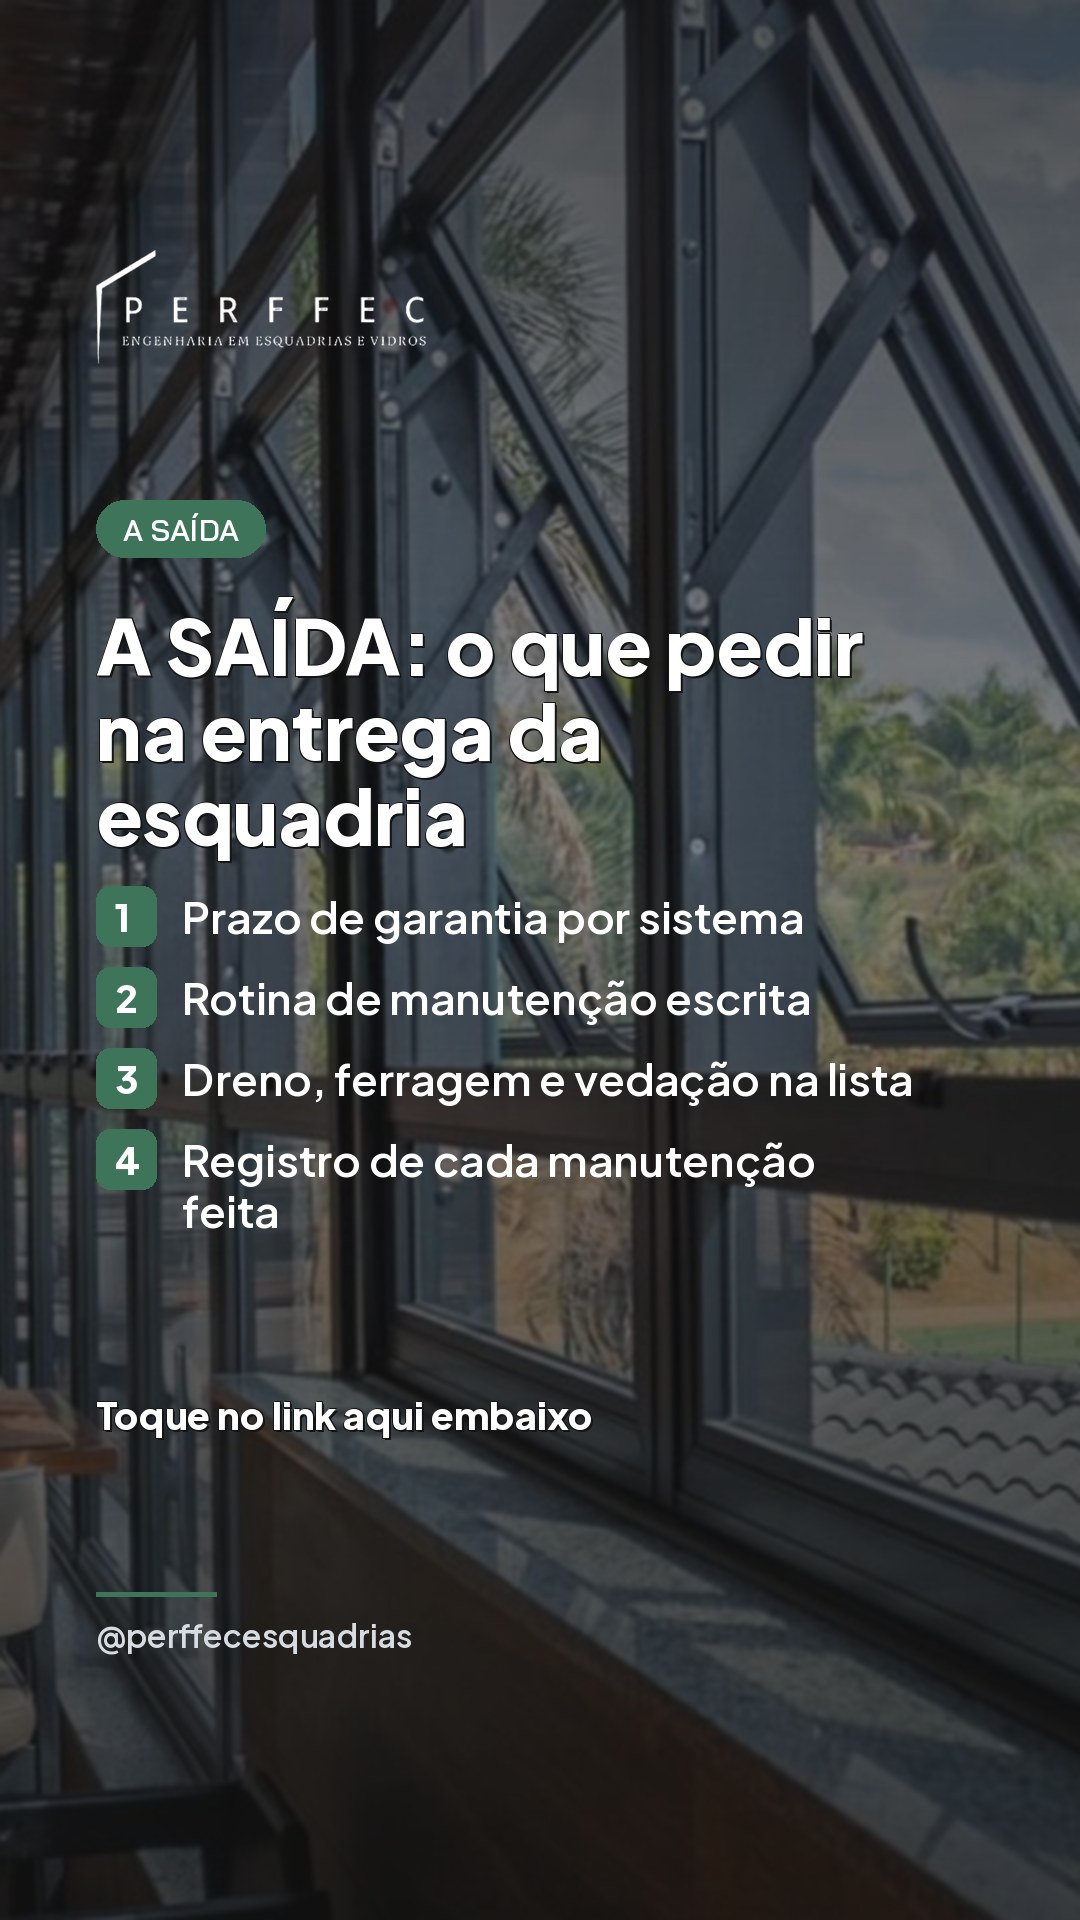 PERFFEC
ENGENHARIA EM ESQUADRIAS E VIDROS
A SAÍDA
A SAÍDA: o que pedir
na entrega da
esquadria
1 Prazo de garantia por sistema
2 Rotina de manutenção escrita
3 Dreno, ferragem e vedação na lista
4 Registro de cada manutenção
feita
Toque no link aqui embaixo
@perffecesquadrias